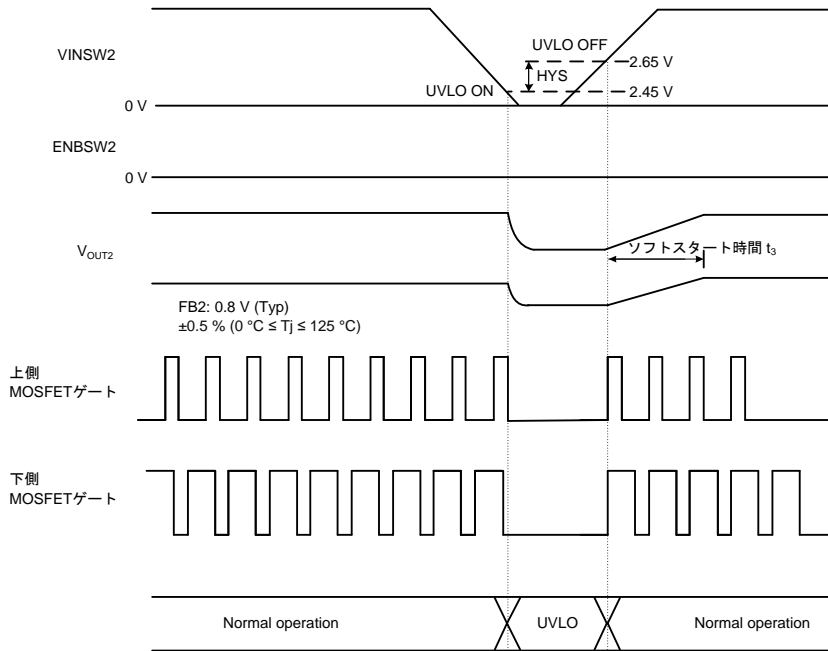 VINSW2
UVLO OFF
2.65 V
HYS
UVLO ON
2.45 V
0 V
ENBSW2
0 V
VOUT2
ソフトスタート時間 t3
FB2: 0.8 V (Typ)
±0.5 % (0 °C ≤ Tj ≤ 125 °C)
上側
MOSFETゲート
下側
MOSFETゲート
Normal operation
UVLO
Normal operation